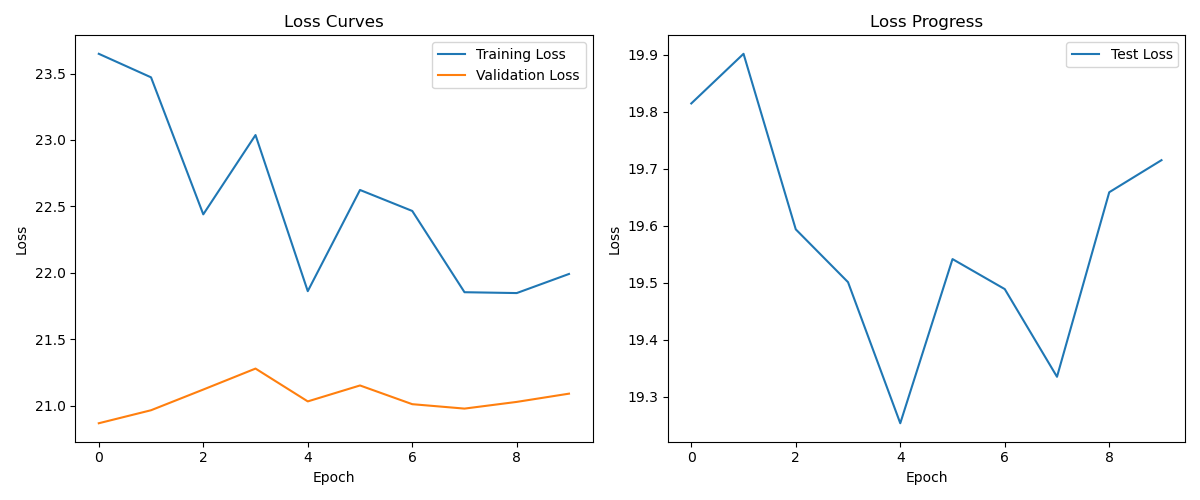 Loss Curves
Training Loss
Validation Loss
23.5
23.0
22.5
22.0
21.5
21.0
Loss
0
2
4
6
8
Epoch
Loss Progress
Test Loss
19.9
19.8
19.7
19.6
19.5
19.4
19.3
Loss
0
2
4
6
8
Epoch